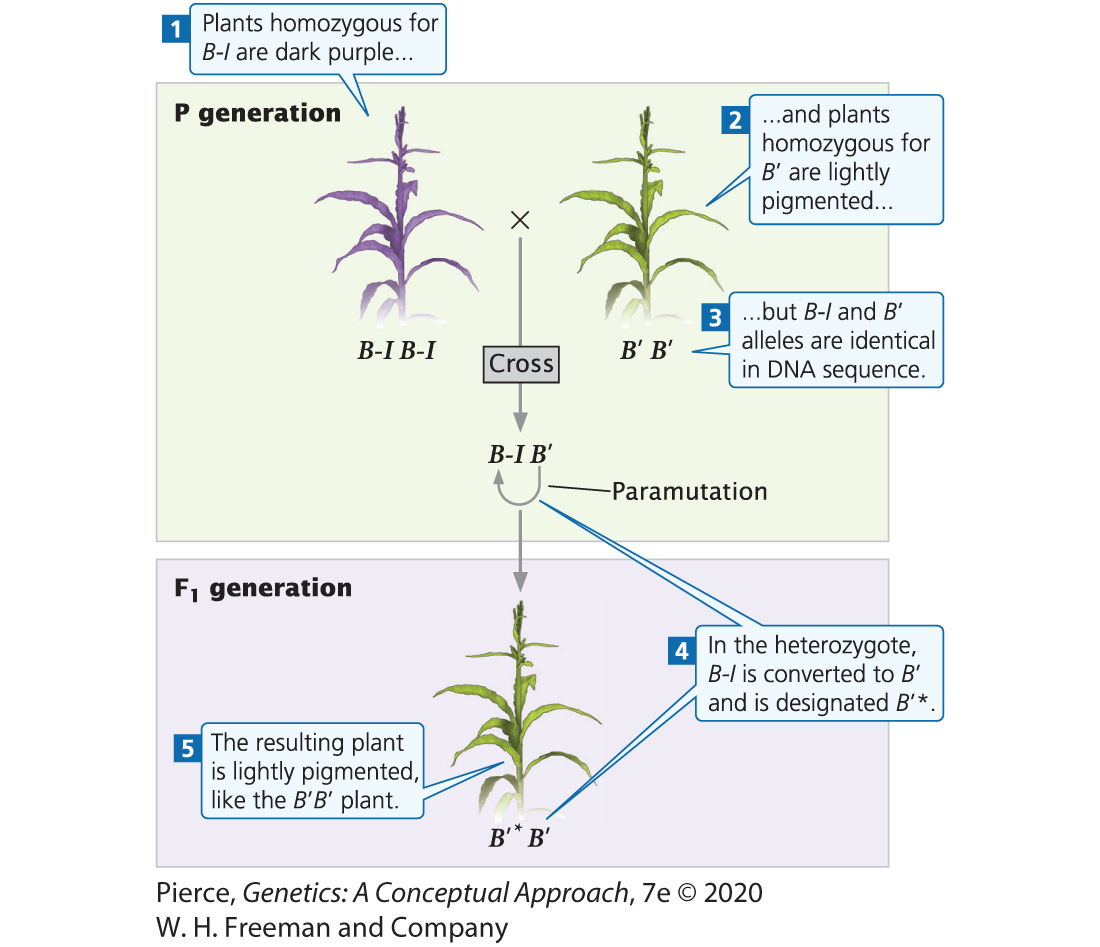 1
Plants homozygous for
B-I are dark purple...
P generation
2
...and plants
homozygous for
B′ are lightly
pigmented...
×
3
...but B-I and B′
alleles are identical
in DNA sequence.
B-I B-I
B′ B′
Cross
B-I B′
Paramutation
F1 generation
4
In the heterozygote,
B-I is converted to B′
and is designated B′*.
5
The resulting plant
is lightly pigmented,
like the B′B′ plant.
B′* B′
Pierce, Genetics: A Conceptual Approach, 7e © 2020
W. H. Freeman and Company